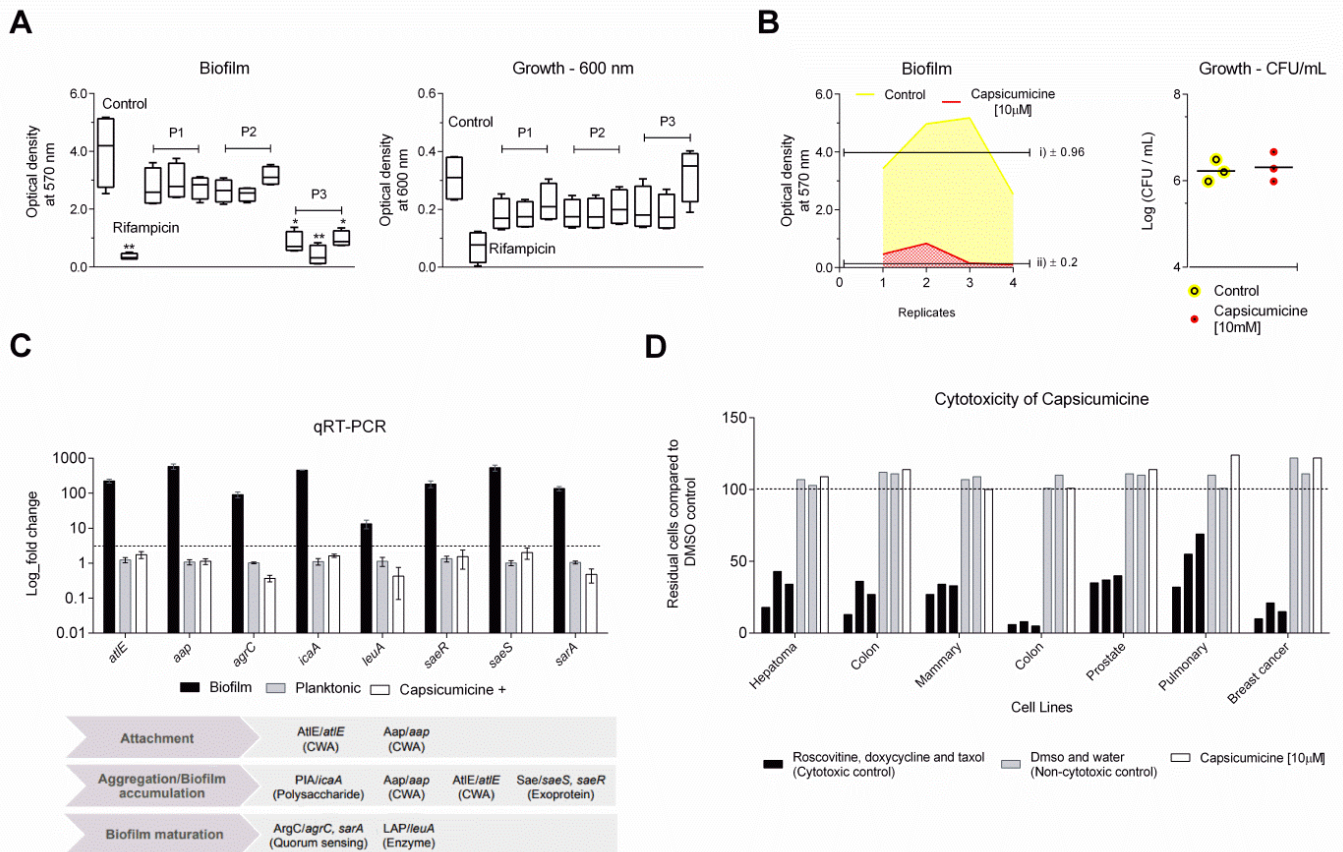 A
Biofilm
Optical density
at 570 nm
6.0
4.0
2.0
0.0
Control
Rifampicin
**
P1
P2
P3
*
**
*
Growth - 600 nm
Optical density
at 600 nm
0.6
0.4
0.2
0.0
Control
Rifampicin
P1
P2
P3
B
Biofilm
Control
Capsicumicine
[10µM]
Optical density
at 570 nm
6.0
4.0
2.0
0.0
i) ± 0.96
ii) ± 0.2
1 2 3 4
Replicates
Growth - CFU/mL
Log (CFU / mL)
8
6
4
Control
Capsicumicine
[10mM]
C
qRT-PCR
Log_fold change
1000
100
10
1
0.1
0.01
atlE aap agrC icaA leuA saeR saeS sarA
Biofilm Planktonic Capsicumicine +
Attachment
AtlE/atlE Aap/aap
(CWA) (CWA)
Aggregation/Biofilm
accumulation
PIA/icaA Aap/aap AtlE/atlE Sae/saeS, saeR
(Polysaccharide) (CWA) (CWA) (Exoprotein)
Biofilm maturation
ArgC/agrC, sarA LAP/leuA
(Quorum sensing) (Enzyme)
D
Cytotoxicity of Capsicumicine
Residual cells compared to
DMSO control
150
100
50
0
Hepatoma
Colon
Mammary
Colon
Prostate
Pulmonary
Breast cancer
Cell Lines
Roscovitine, doxycycline and taxol
(Cytotoxic control)
Dmso and water
(Non-cytotoxic control)
Capsicumicine [10µM]